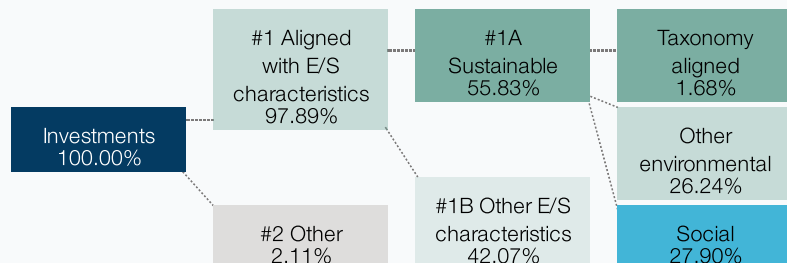 #1 Aligned
with E/S
characteristics
97.89%
#1A
Sustainable
55.83%
Taxonomy
aligned
1.68%
Investments
100.00%
Other
environmental
26.24%
#1B Other E/S
characteristics
42.07%
#2 Other
2.11%
Social
27.90%